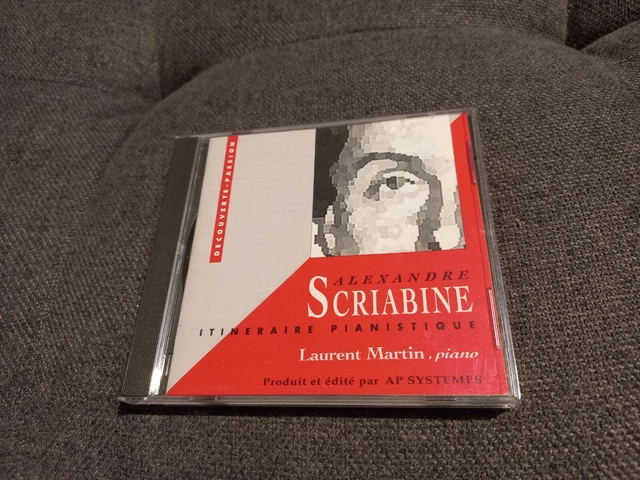 DECOUVERTE-PASSION
ALEXANDRE
SCRIABINE
ITINERAIRE PIANISTIQUE
Laurent Martin, piano
Produit et édité par AP SYSTEMES